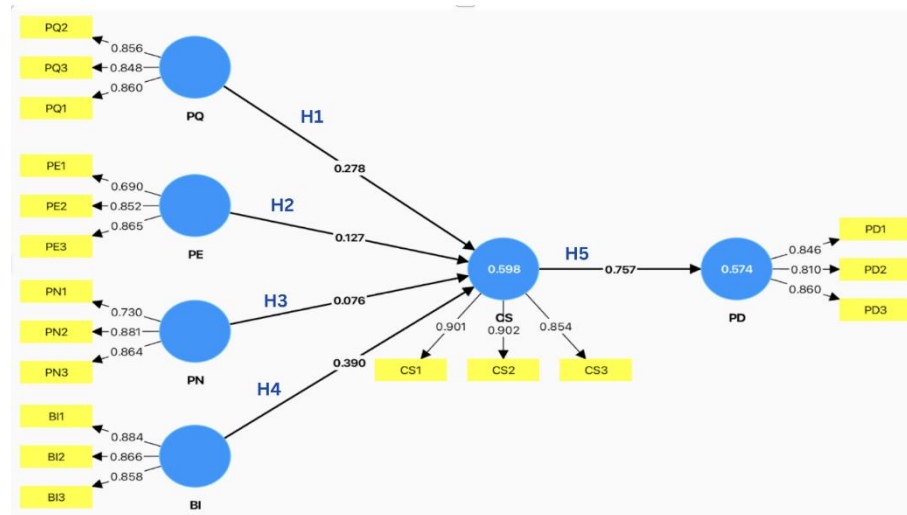 PQ2
0.856
PQ3
0.848
PQ1
0.860
PQ
H1
0.278
PE1
0.690
PE2
0.852
PE3
0.865
PE
H2
0.127
PN1
0.730
PN2
0.881
PN3
0.864
PN
H3
0.076
BI1
0.884
BI2
0.866
BI3
0.858
BI
H4
0.390
0.598
CS
0.901
0.902
0.854
CS1
CS2
CS3
H5
0.757
0.574
PD
0.846
PD1
0.810
PD2
0.860
PD3